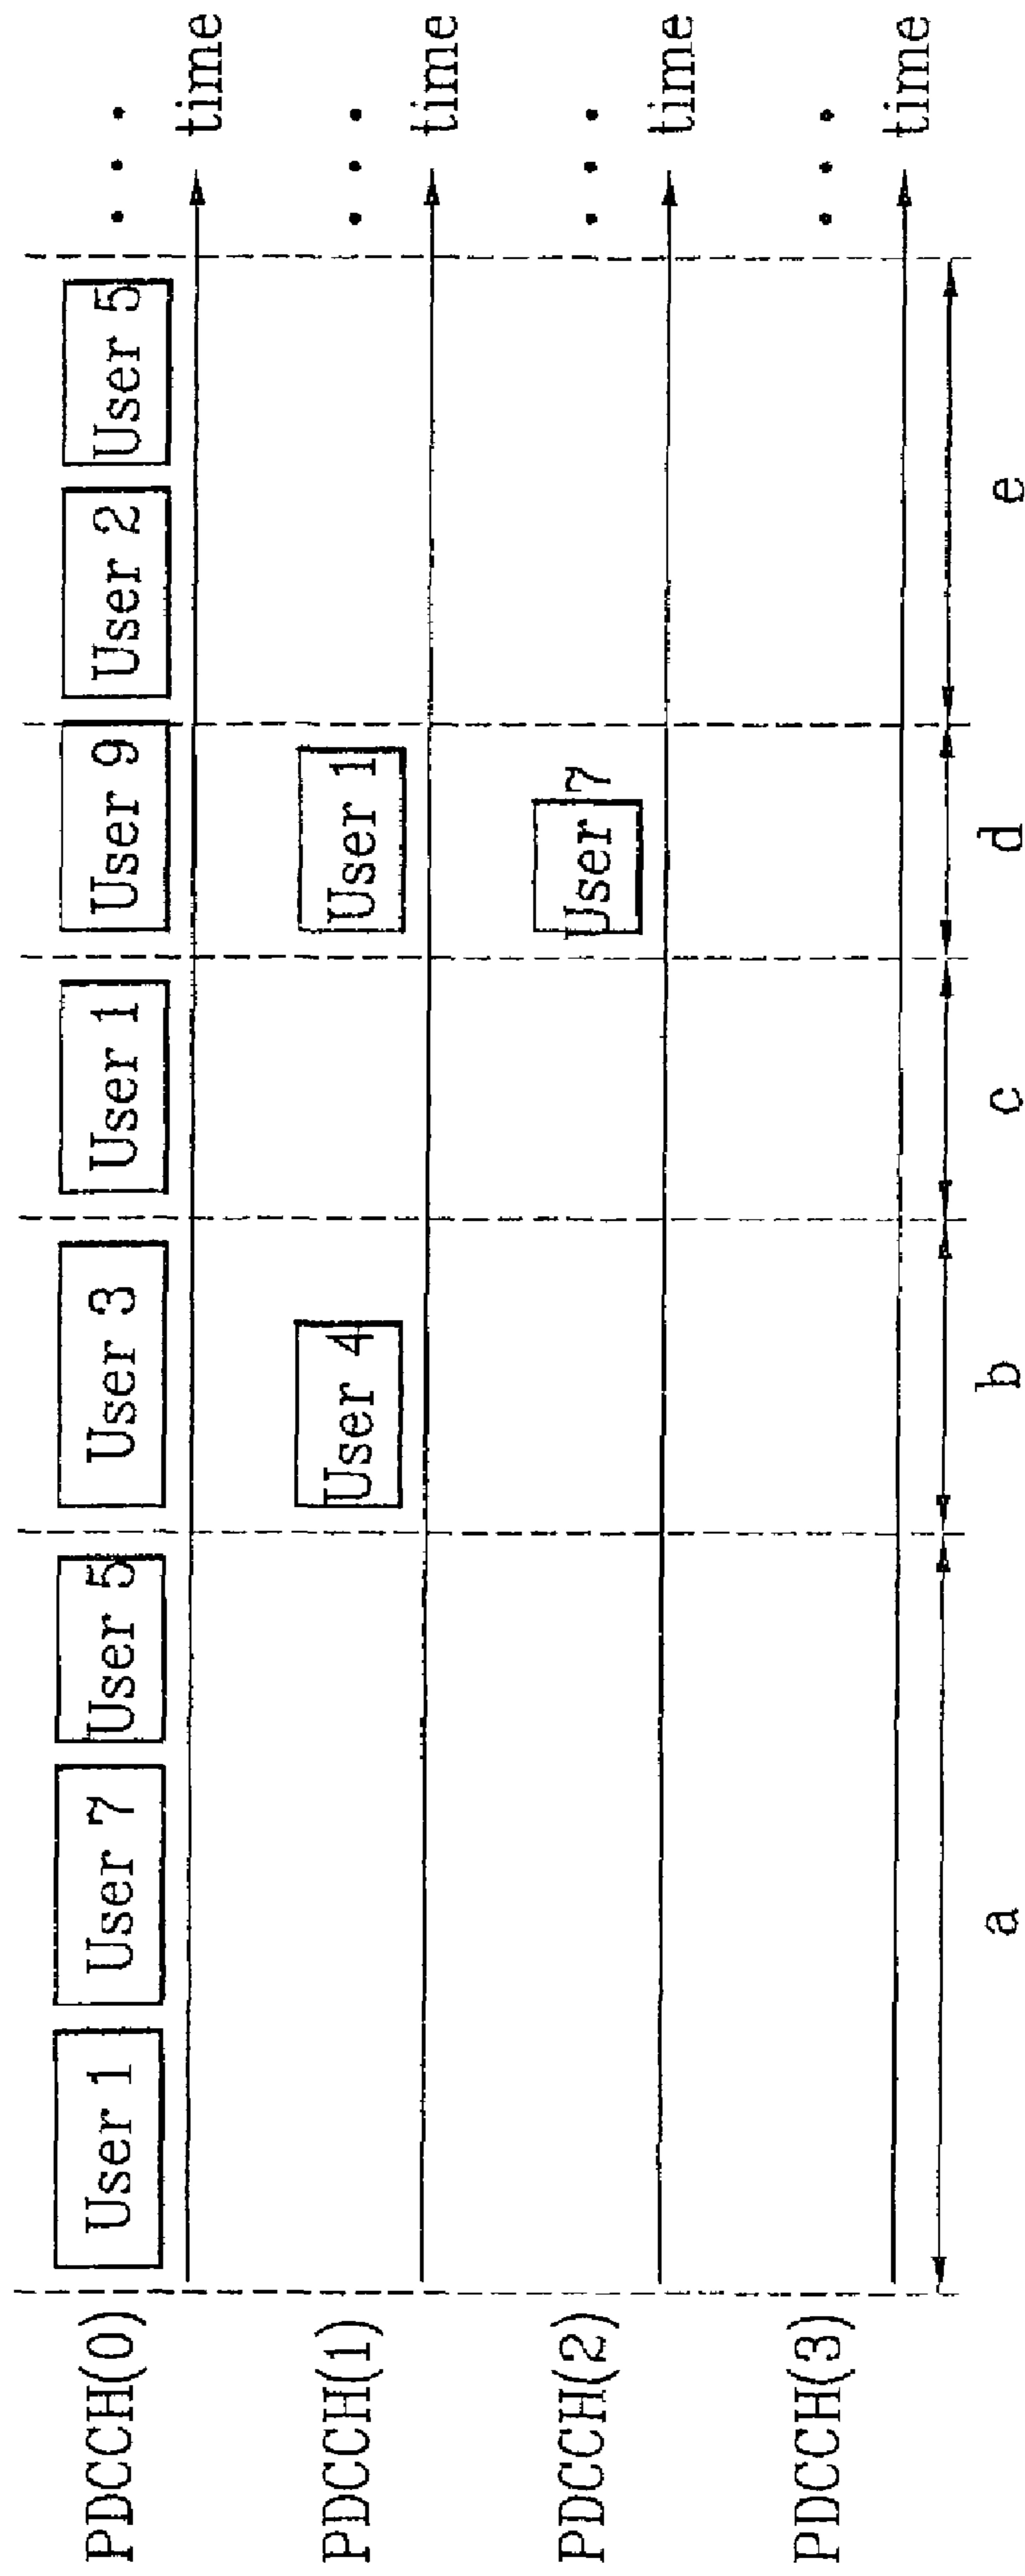 PDCCH(0) User 1 User 7 User 5 User 3 User 1 User 9 User 2 User 5 • • •
time
PDCCH(1) User 4 User 1 • • •
time
PDCCH(2) User 7 • • •
time
PDCCH(3) • • •
time
a b c d e